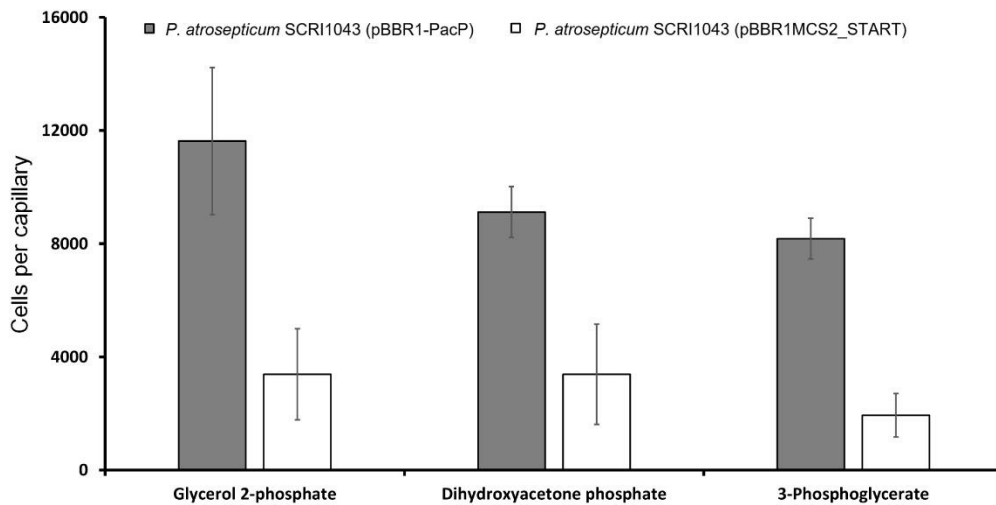 16000
12000
8000
4000
0
Cells per capillary
P. atrosepticum SCRI1043 (pBBR1-PacP)
P. atrosepticum SCRI1043 (pBBR1MCS2_START)
Glycerol 2-phosphate
Dihydroxyacetone phosphate
3-Phosphoglycerate